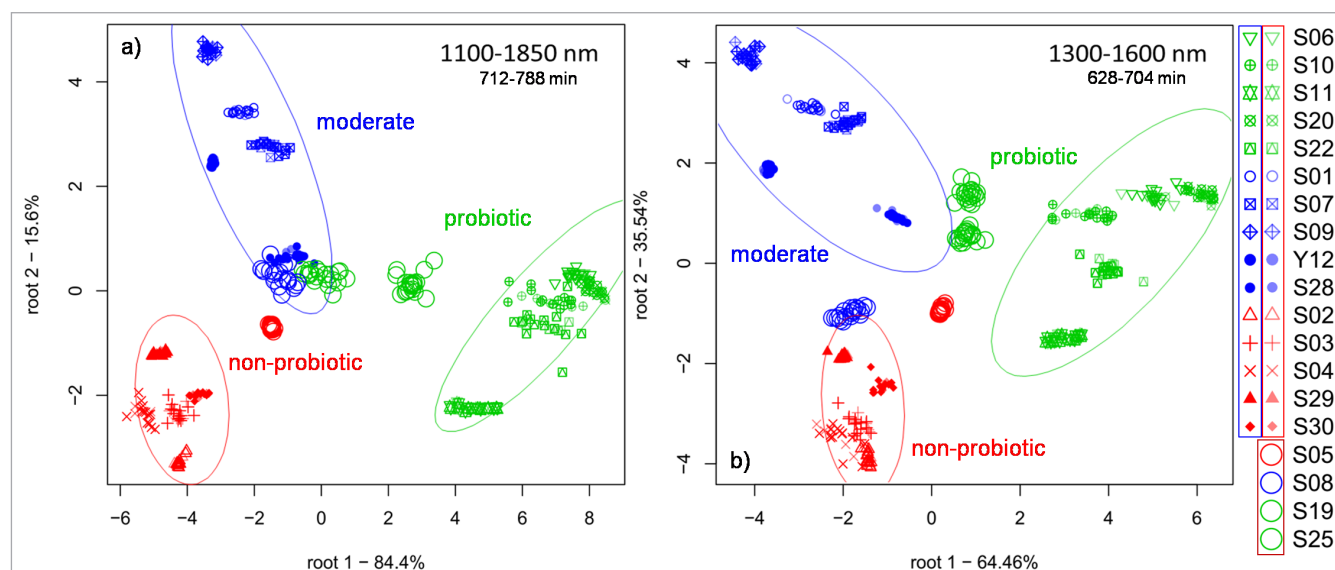 a)
1100-1850 nm
712-788 min
moderate
probiotic
non-probiotic
4
2
0
−2
−6
−4
−2
0
2
4
6
8
root 2 − 15.6%
root 1 − 84.4%
1300-1600 nm
628-704 min
probiotic
moderate
non-probiotic
b)
4
2
0
−2
−4
−4
−2
0
2
4
6
root 2 − 35.54%
root 1 − 64.46%
S06
S10
S11
S20
S22
S01
S07
S09
Y12
S28
S02
S03
S04
S29
S30
S05
S08
S19
S25